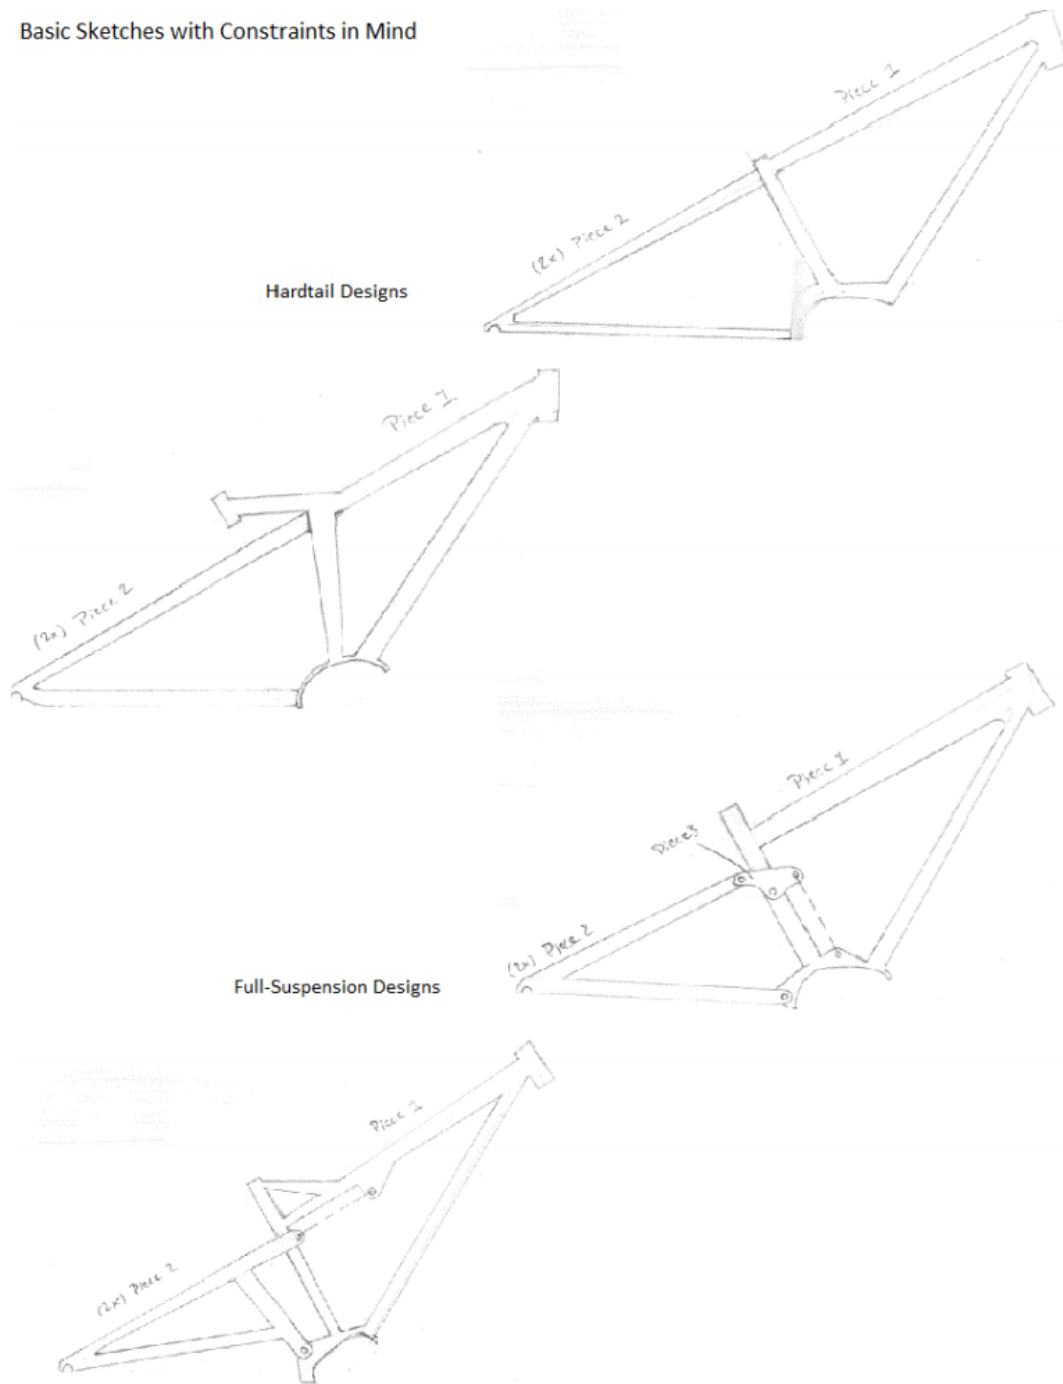 Basic Sketches with Constraints in Mind
Piece 1
(2x) Piece 2
Hardtail Designs
Piece 1
(2x) Piece 2
Piece 1
Piece 3
(2x) Piece 2
Full-Suspension Designs
Piece 1
(2x) Piece 2